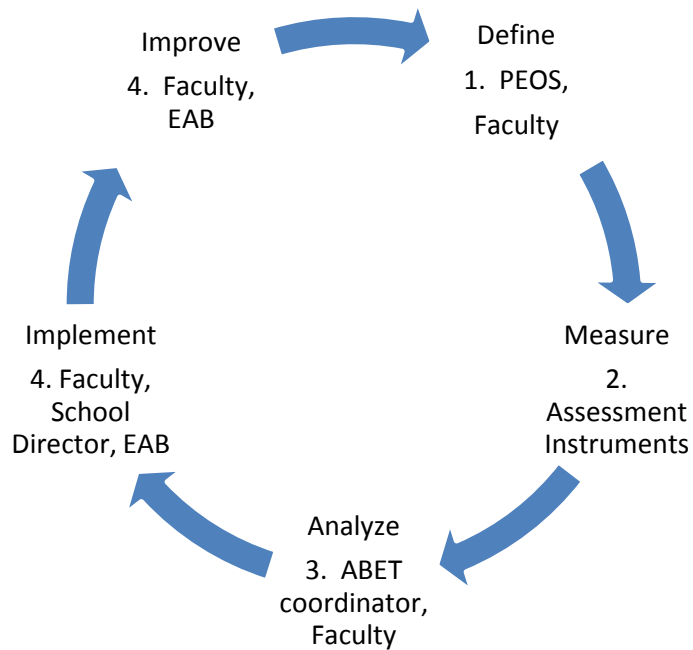 Improve
4.  Faculty,
EAB
Define
1.  PEOS,
Faculty
Measure
2.
Assessment
Instruments
Analyze
3.  ABET
coordinator,
Faculty
Implement
4. Faculty,
School
Director, EAB